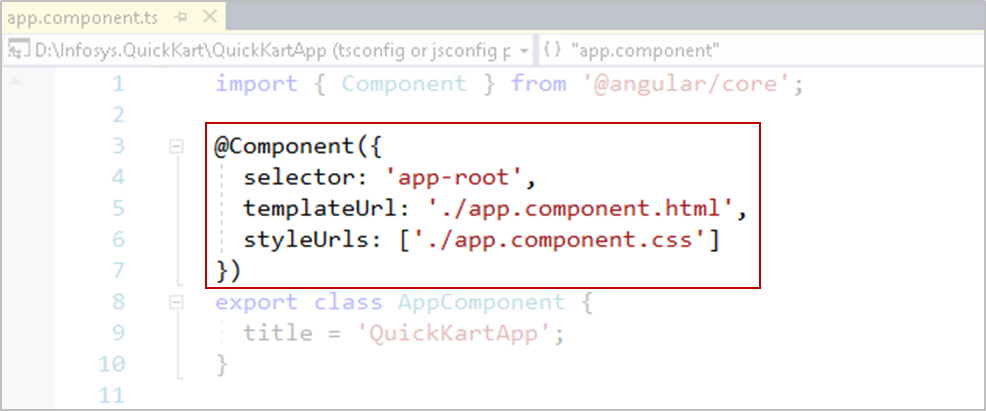 app.component.ts
D:\Infosys.QuickKart\QuickKartApp (tsconfig or jsconfig p {} "app.component"
1 import { Component } from '@angular/core';
2
3 @Component({
4 selector: 'app-root',
5 templateUrl: './app.component.html',
6 styleUrls: ['./app.component.css']
7 })
8 export class AppComponent {
9 title = 'QuickKartApp';
10 }
11